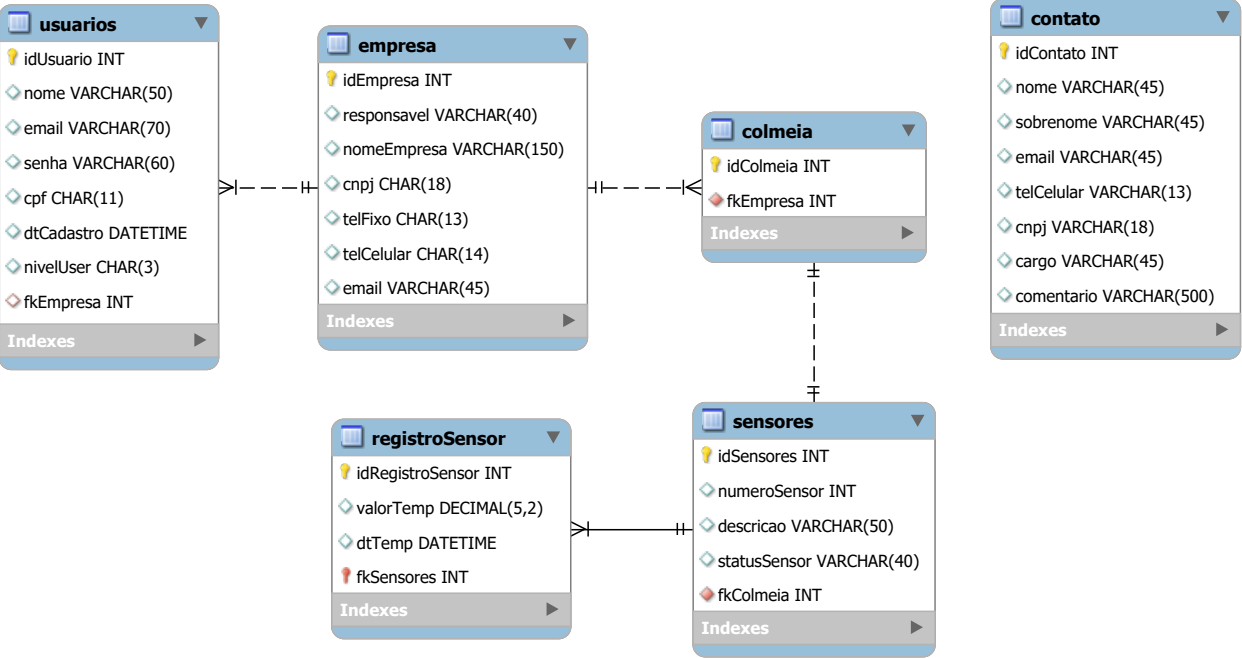 usuarios
idUsuario INT
nome VARCHAR(50)
email VARCHAR(70)
senha VARCHAR(60)
cpf CHAR(11)
dtCadastro DATETIME
nivelUser CHAR(3)
fkEmpresa INT
Indexes
empresa
idEmpresa INT
responsavel VARCHAR(40)
nomeEmpresa VARCHAR(150)
cnpj CHAR(18)
telFixo CHAR(13)
telCelular CHAR(14)
email VARCHAR(45)
Indexes
colmeia
idColmeia INT
fkEmpresa INT
Indexes
contato
idContato INT
nome VARCHAR(45)
sobrenome VARCHAR(45)
email VARCHAR(45)
telCelular VARCHAR(13)
cnpj VARCHAR(18)
cargo VARCHAR(45)
comentario VARCHAR(500)
Indexes
registroSensor
idRegistroSensor INT
valorTemp DECIMAL(5,2)
dtTemp DATETIME
fkSensores INT
Indexes
sensores
idSensores INT
numeroSensor INT
descricao VARCHAR(50)
statusSensor VARCHAR(40)
fkColmeia INT
Indexes